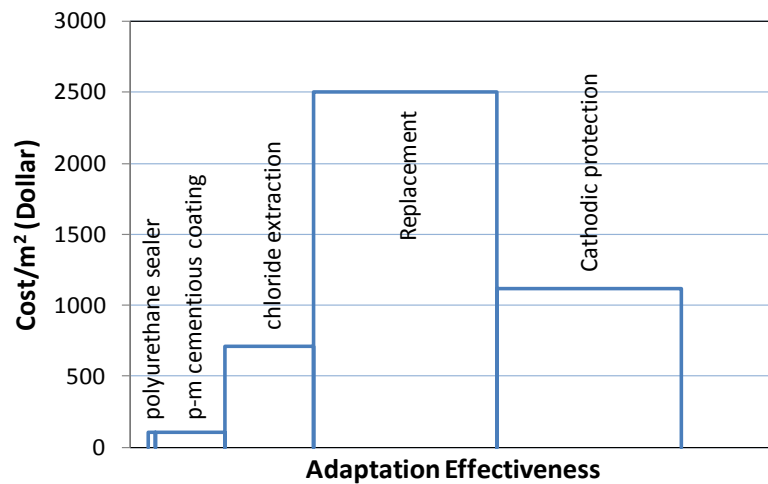 3000
2500
2000
1500
1000
500
0
Cost/m² (Dollar)
polyurethane sealer
p-m cementious coating
chloride extraction
Replacement
Cathodic protection
Adaptation Effectiveness